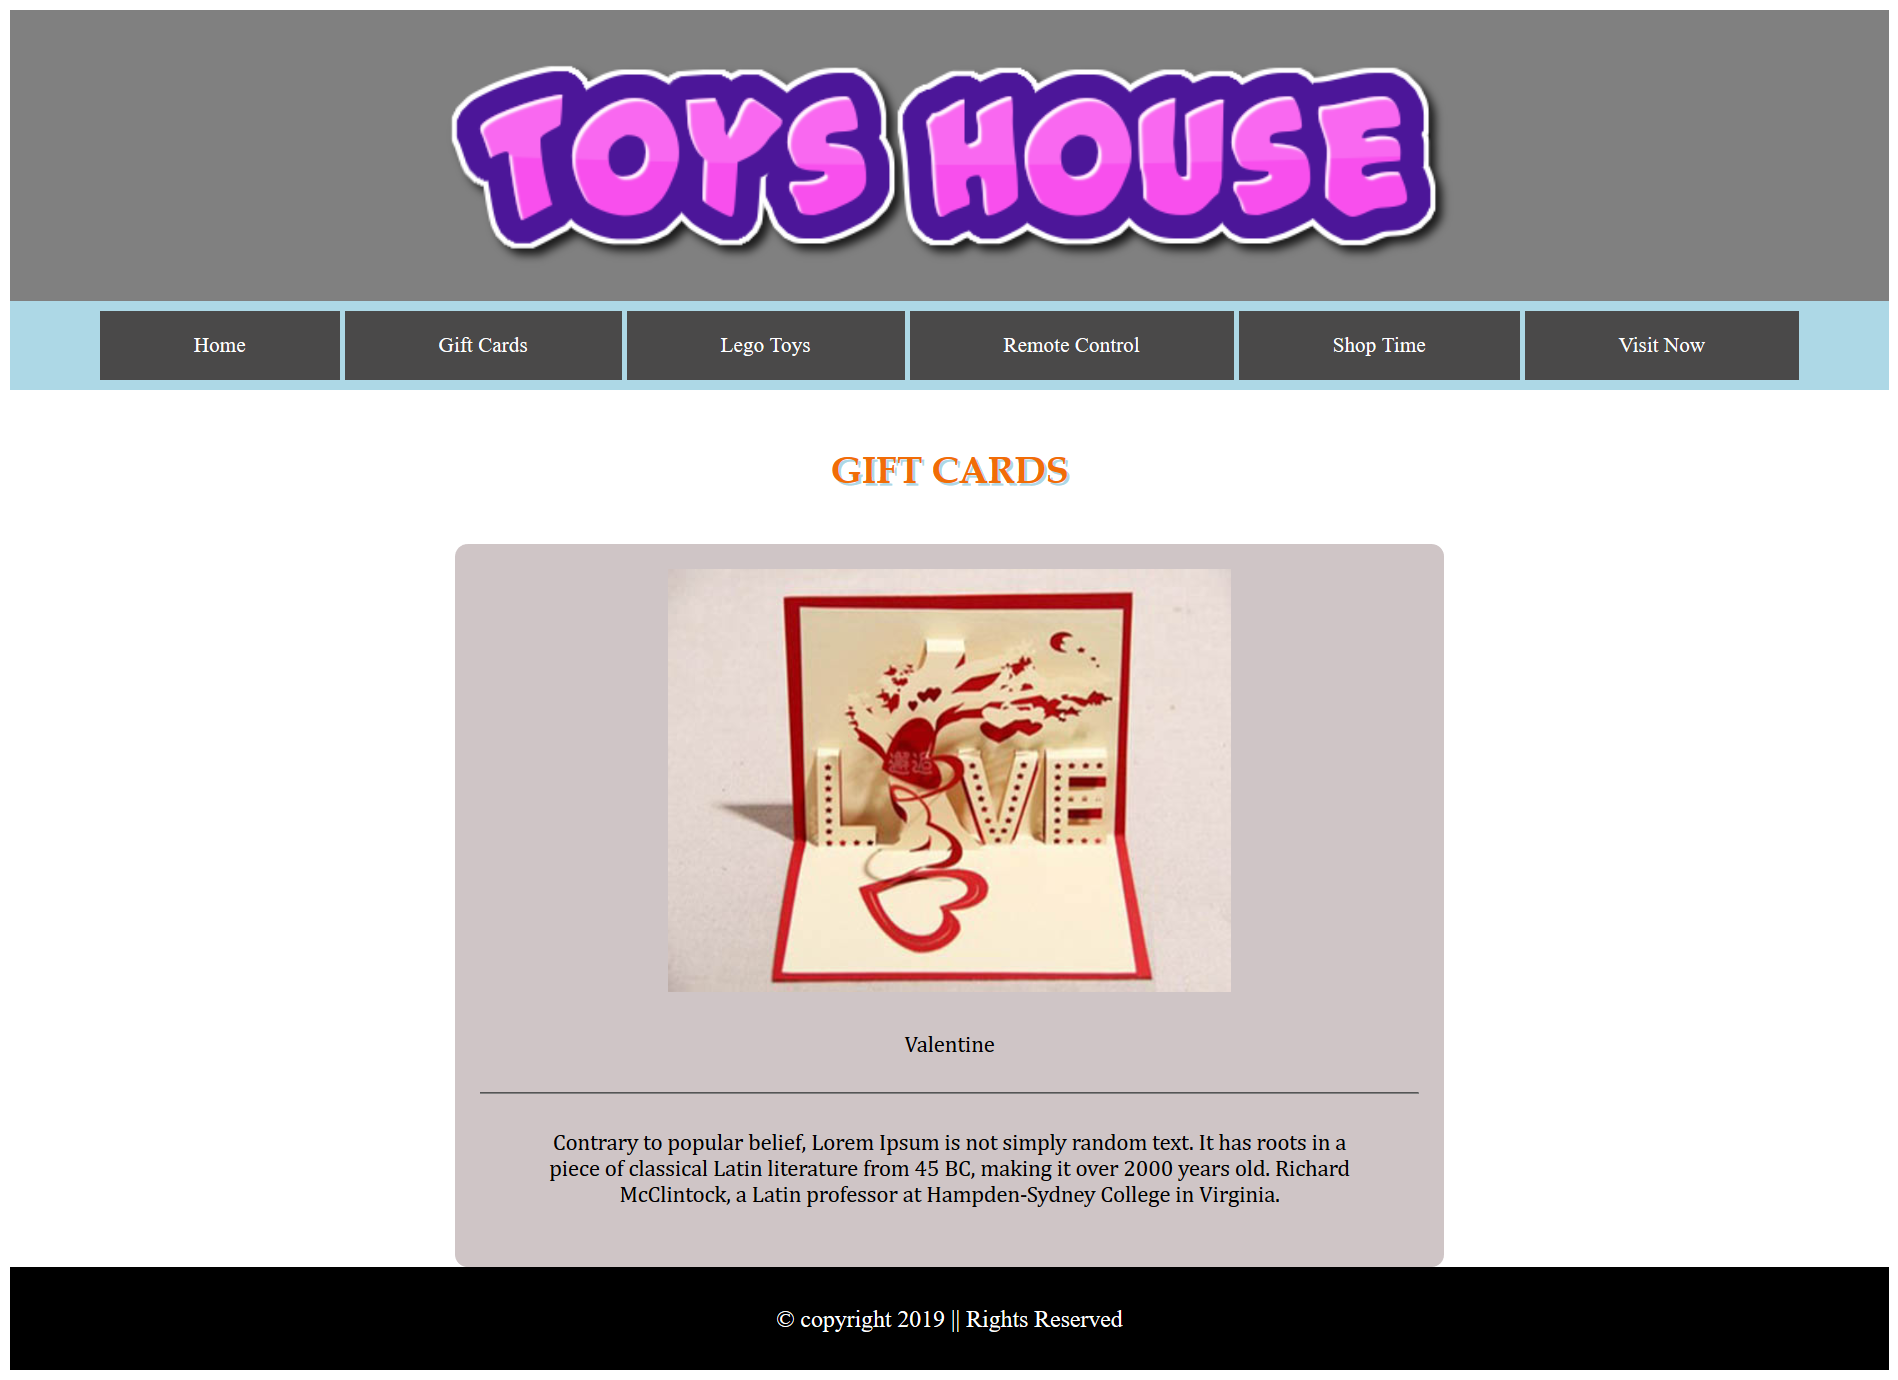 TOYS HOUSE
Home Gift Cards Lego Toys Remote Control Shop Time Visit Now
GIFT CARDS
邂逅
L VE
Valentine
Contrary to popular belief, Lorem Ipsum is not simply random text. It has roots in a
piece of classical Latin literature from 45 BC, making it over 2000 years old. Richard
McClintock, a Latin professor at Hampden-Sydney College in Virginia.
© copyright 2019 || Rights Reserved